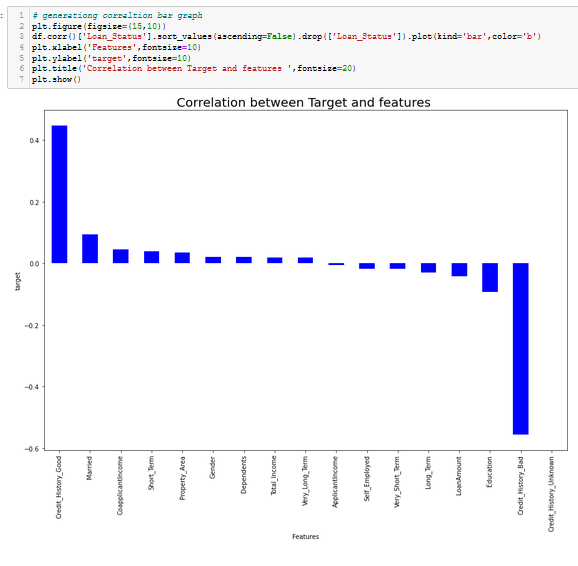 1 # generationg corraltion bar graph
2 plt.figure(figsize=(15,10))
3 df.corr()['Loan_Status'].sort_values(ascending=False).drop(['Loan_Status']).plot(kind='bar',color='b')
4 plt.xlabel('Features',fontsize=10)
5 plt.ylabel('target',fontsize=10)
6 plt.title('Correlation between Target and features ',fontsize=20)
7 plt.show()
Correlation between Target and features
0.4
0.2
0.0
−0.2
−0.4
−0.6
target
Credit_History_Good
Married
CoapplicantIncome
Short_Term
Property_Area
Gender
Dependents
Total_Income
Very_Long_Term
ApplicantIncome
Self_Employed
Very_Short_Term
Long_Term
LoanAmount
Education
Credit_History_Bad
Credit_History_Unknown
Features